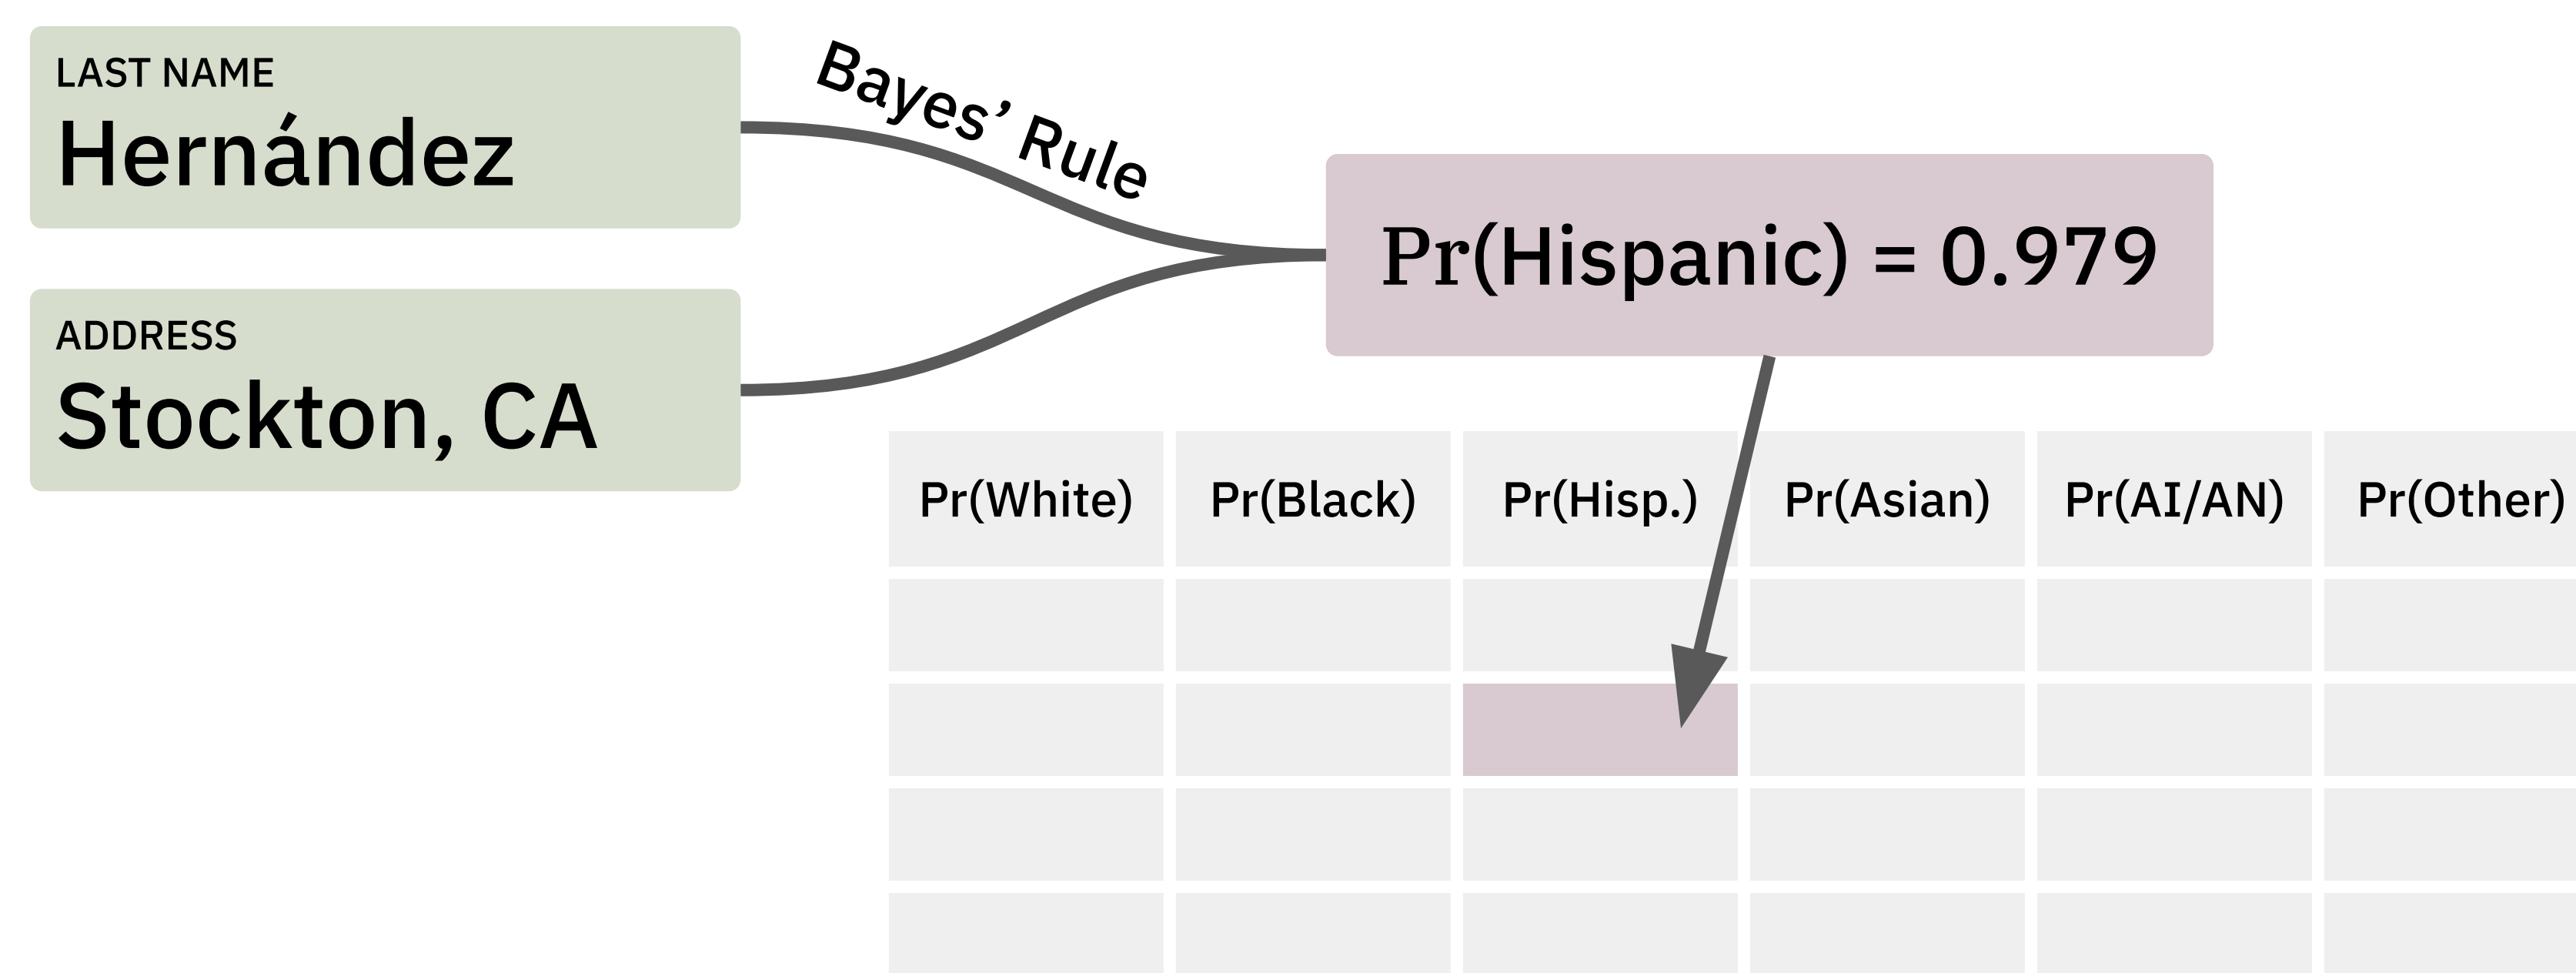 LAST NAME
Hernández
ADDRESS
Stockton, CA
Bayes’ Rule
Pr(Hispanic) = 0.979
Pr(White) Pr(Black) Pr(Hisp.) Pr(Asian) Pr(AI/AN) Pr(Other)